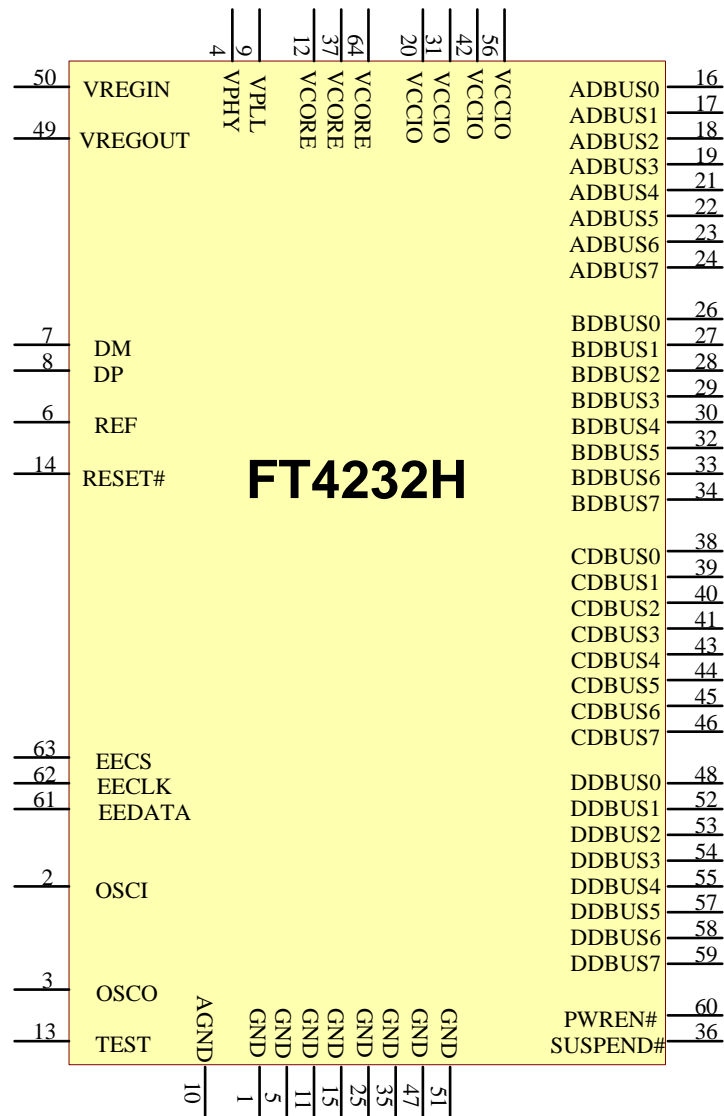 4
9
12
37
64
20
31
42
56
VPHY
VPLL
VCORE
VCORE
VCORE
VCCIO
VCCIO
VCCIO
VCCIO
50
VREGIN
49
VREGOUT
7
DM
8
DP
6
REF
14
RESET#
FT4232H
63
EECS
62
EECLK
61
EEDATA
2
OSCI
3
OSCO
13
TEST
ADBUS0
16
ADBUS1
17
ADBUS2
18
ADBUS3
19
ADBUS4
21
ADBUS5
22
ADBUS6
23
ADBUS7
24
BDBUS0
26
BDBUS1
27
BDBUS2
28
BDBUS3
29
BDBUS4
30
BDBUS5
32
BDBUS6
33
BDBUS7
34
CDBUS0
38
CDBUS1
39
CDBUS2
40
CDBUS3
41
CDBUS4
43
CDBUS5
44
CDBUS6
45
CDBUS7
46
DDBUS0
48
DDBUS1
52
DDBUS2
53
DDBUS3
54
DDBUS4
55
DDBUS5
57
DDBUS6
58
DDBUS7
59
PWREN#
60
SUSPEND#
36
AGND
GND
GND
GND
GND
GND
GND
GND
GND
10
1
5
11
15
25
35
47
51